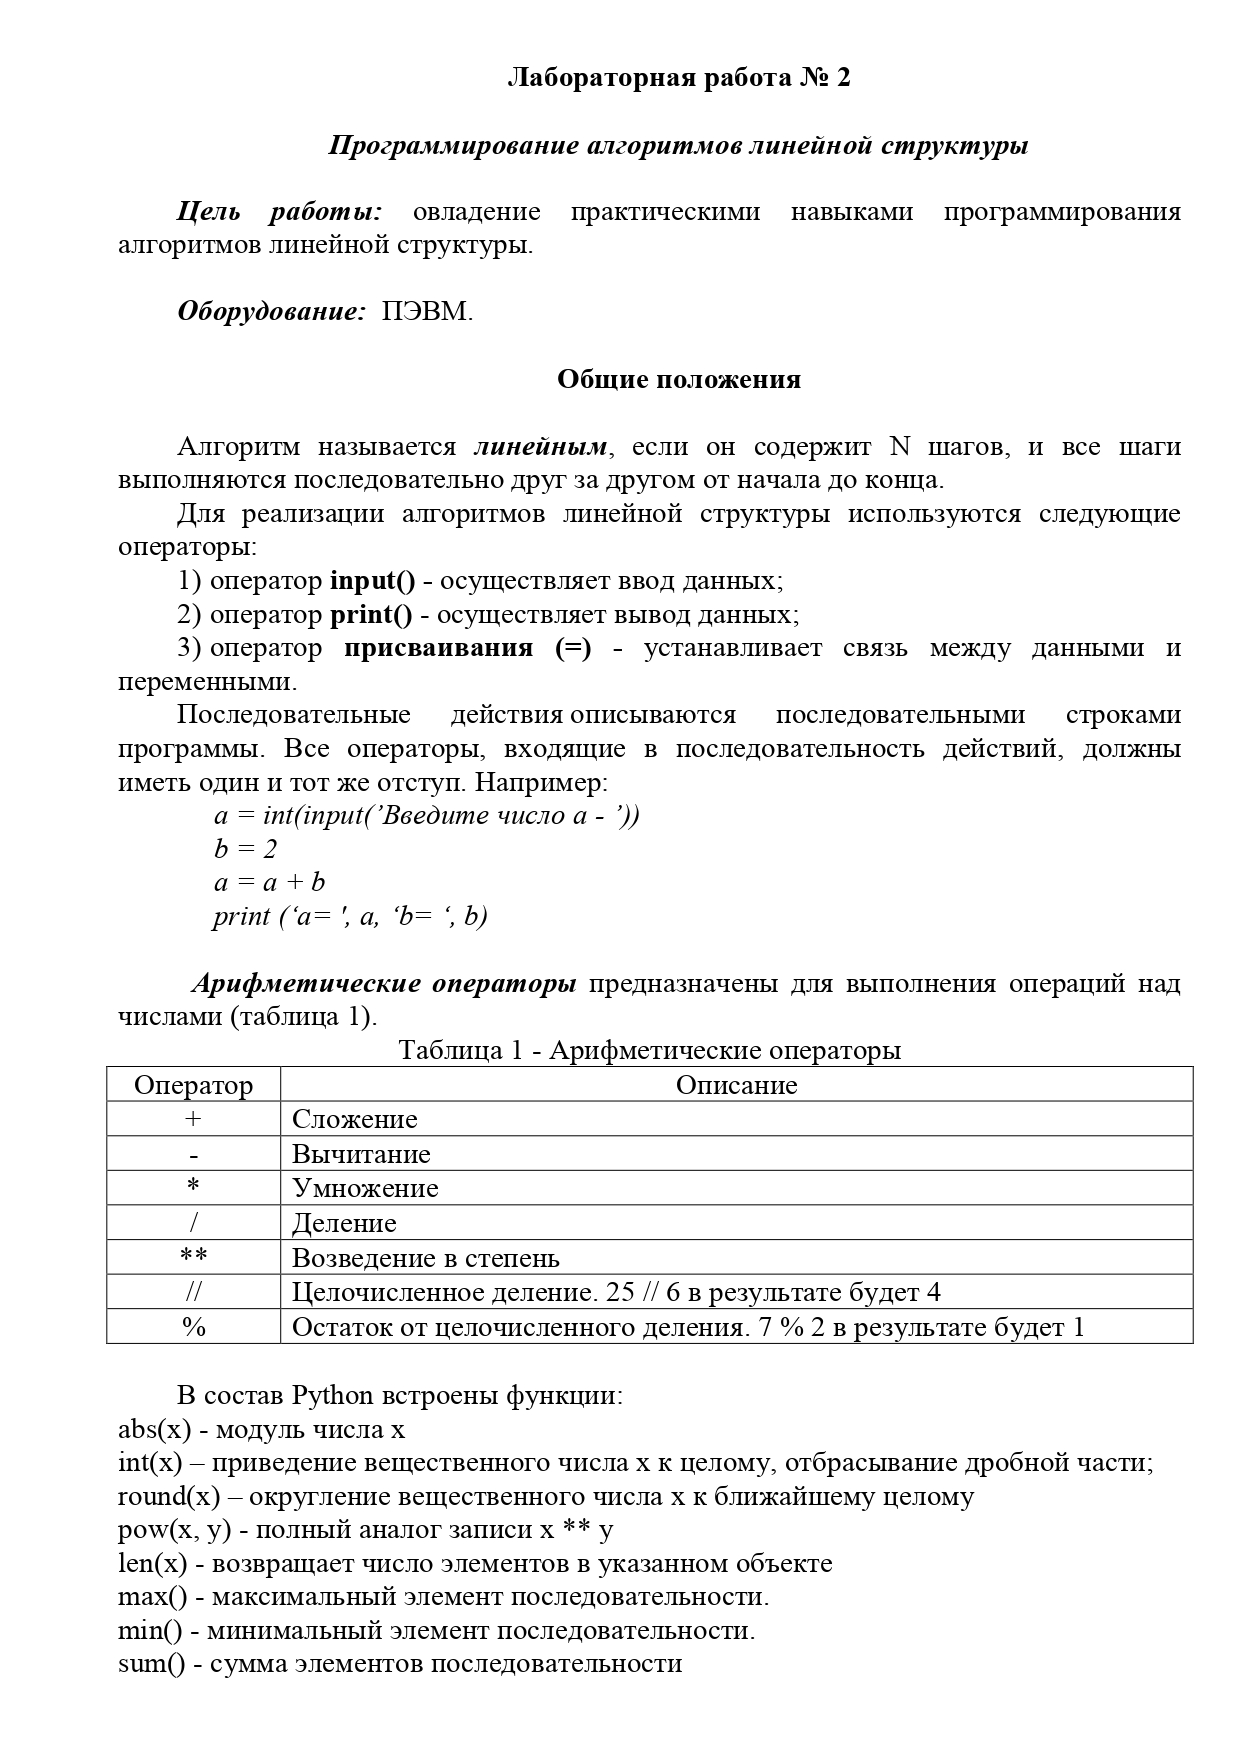 Лабораторная работа № 2
Программирование алгоритмов линейной структуры
Цель работы: овладение практическими навыками программирования
алгоритмов линейной структуры.
Оборудование: ПЭВМ.
Общие положения
Алгоритм называется линейным, если он содержит N шагов, и все шаги
выполняются последовательно друг за другом от начала до конца.
Для реализации алгоритмов линейной структуры используются следующие
операторы:
1) оператор input() - осуществляет ввод данных;
2) оператор print() - осуществляет вывод данных;
3) оператор присваивания (=) - устанавливает связь между данными и
переменными.
Последовательные действия описываются последовательными строками
программы. Все операторы, входящие в последовательность действий, должны
иметь один и тот же отступ. Например:
a = int(input(’Введите число а - ’))
b = 2
a = a + b
print (‘a= ', a, ‘b= ‘, b)
Арифметические операторы предназначены для выполнения операций над
числами (таблица 1).
Таблица 1 - Арифметические операторы
Оператор Описание
+ Сложение
- Вычитание
* Умножение
/ Деление
** Возведение в степень
// Целочисленное деление. 25 // 6 в результате будет 4
% Остаток от целочисленного деления. 7 % 2 в результате будет 1
В состав Python встроены функции:
abs(x) - модуль числа x
int(x) – приведение вещественного числа x к целому, отбрасывание дробной части;
round(x) – округление вещественного числа x к ближайшему целому
pow(x, y) - полный аналог записи x ** y
len(x) - возвращает число элементов в указанном объекте
max() - максимальный элемент последовательности.
min() - минимальный элемент последовательности.
sum() - сумма элементов последовательности